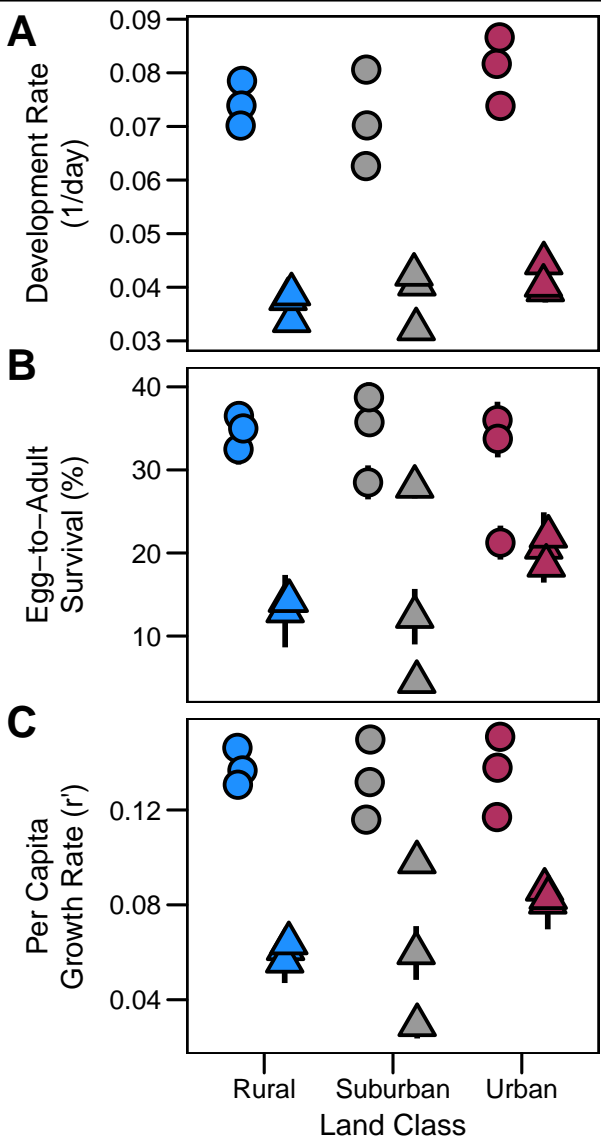 A
Development Rate
(1/day)
0.09
0.08
0.07
0.06
0.05
0.04
0.03
B
Egg−to−Adult
Survival (%)
40
30
20
10
C
Per Capita
Growth Rate (r')
0.12
0.08
0.04
Rural Suburban Urban
Land Class